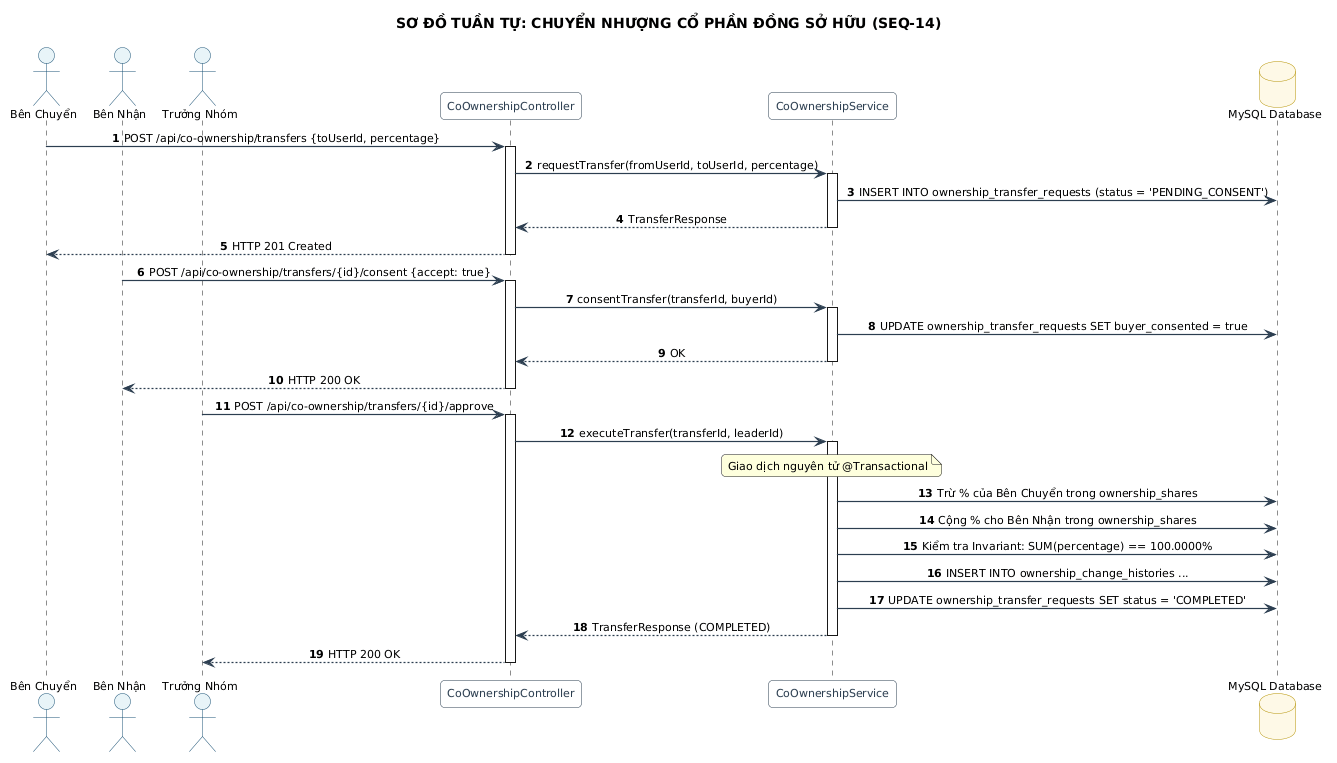 SƠ ĐỒ TUẦN TỰ: CHUYỂN NHƯỢNG CỔ PHẦN ĐỒNG SỞ HỮU (SEQ-14)
Bên Chuyển
Bên Nhận
Trưởng Nhóm
CoOwnershipController
CoOwnershipService
MySQL Database
1 POST /api/co-ownership/transfers {toUserId, percentage}
2 requestTransfer(fromUserId, toUserId, percentage)
3 INSERT INTO ownership_transfer_requests (status = 'PENDING_CONSENT')
4 TransferResponse
5 HTTP 201 Created
6 POST /api/co-ownership/transfers/{id}/consent {accept: true}
7 consentTransfer(transferId, buyerId)
8 UPDATE ownership_transfer_requests SET buyer_consented = true
9 OK
10 HTTP 200 OK
11 POST /api/co-ownership/transfers/{id}/approve
12 executeTransfer(transferId, leaderId)
Giao dịch nguyên tử @Transactional
13 Trừ % của Bên Chuyển trong ownership_shares
14 Cộng % cho Bên Nhận trong ownership_shares
15 Kiểm tra Invariant: SUM(percentage) == 100.0000%
16 INSERT INTO ownership_change_histories ...
17 UPDATE ownership_transfer_requests SET status = 'COMPLETED'
18 TransferResponse (COMPLETED)
19 HTTP 200 OK
Bên Chuyển
Bên Nhận
Trưởng Nhóm
CoOwnershipController
CoOwnershipService
MySQL Database